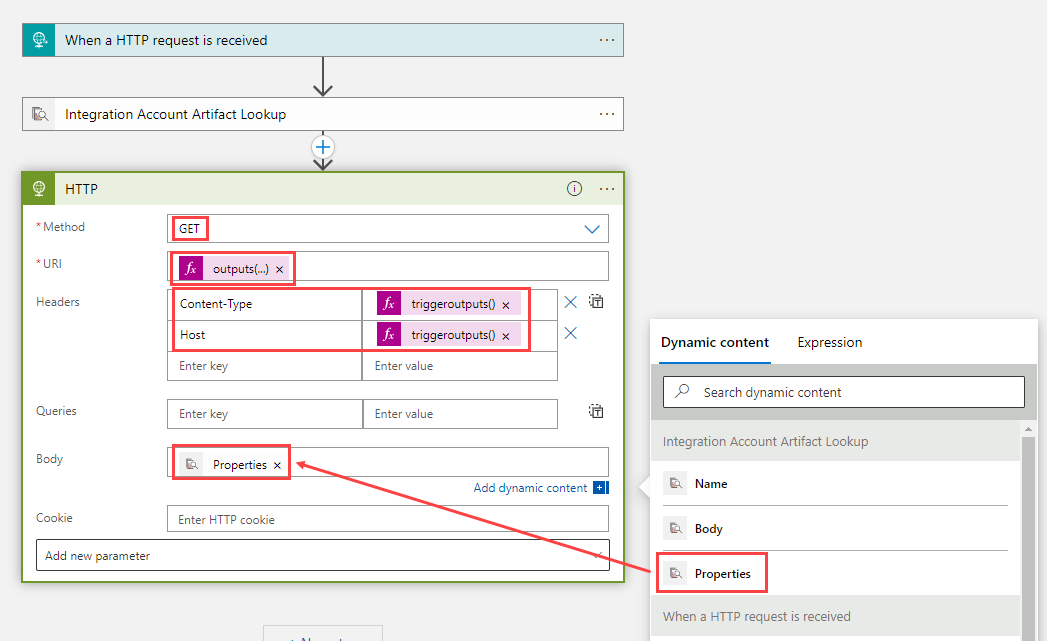 When a HTTP request is received
Integration Account Artifact Lookup
HTTP
* Method
GET
* URI
fx outputs(...) ×
Headers
Content-Type
fx triggeroutputs() ×
Host
fx triggeroutputs() ×
Enter key
Enter value
Queries
Enter key
Enter value
Body
Properties ×
Add dynamic content
Cookie
Enter HTTP cookie
Add new parameter
Dynamic content
Expression
Search dynamic content
Integration Account Artifact Lookup
Name
Body
Properties
When a HTTP request is received